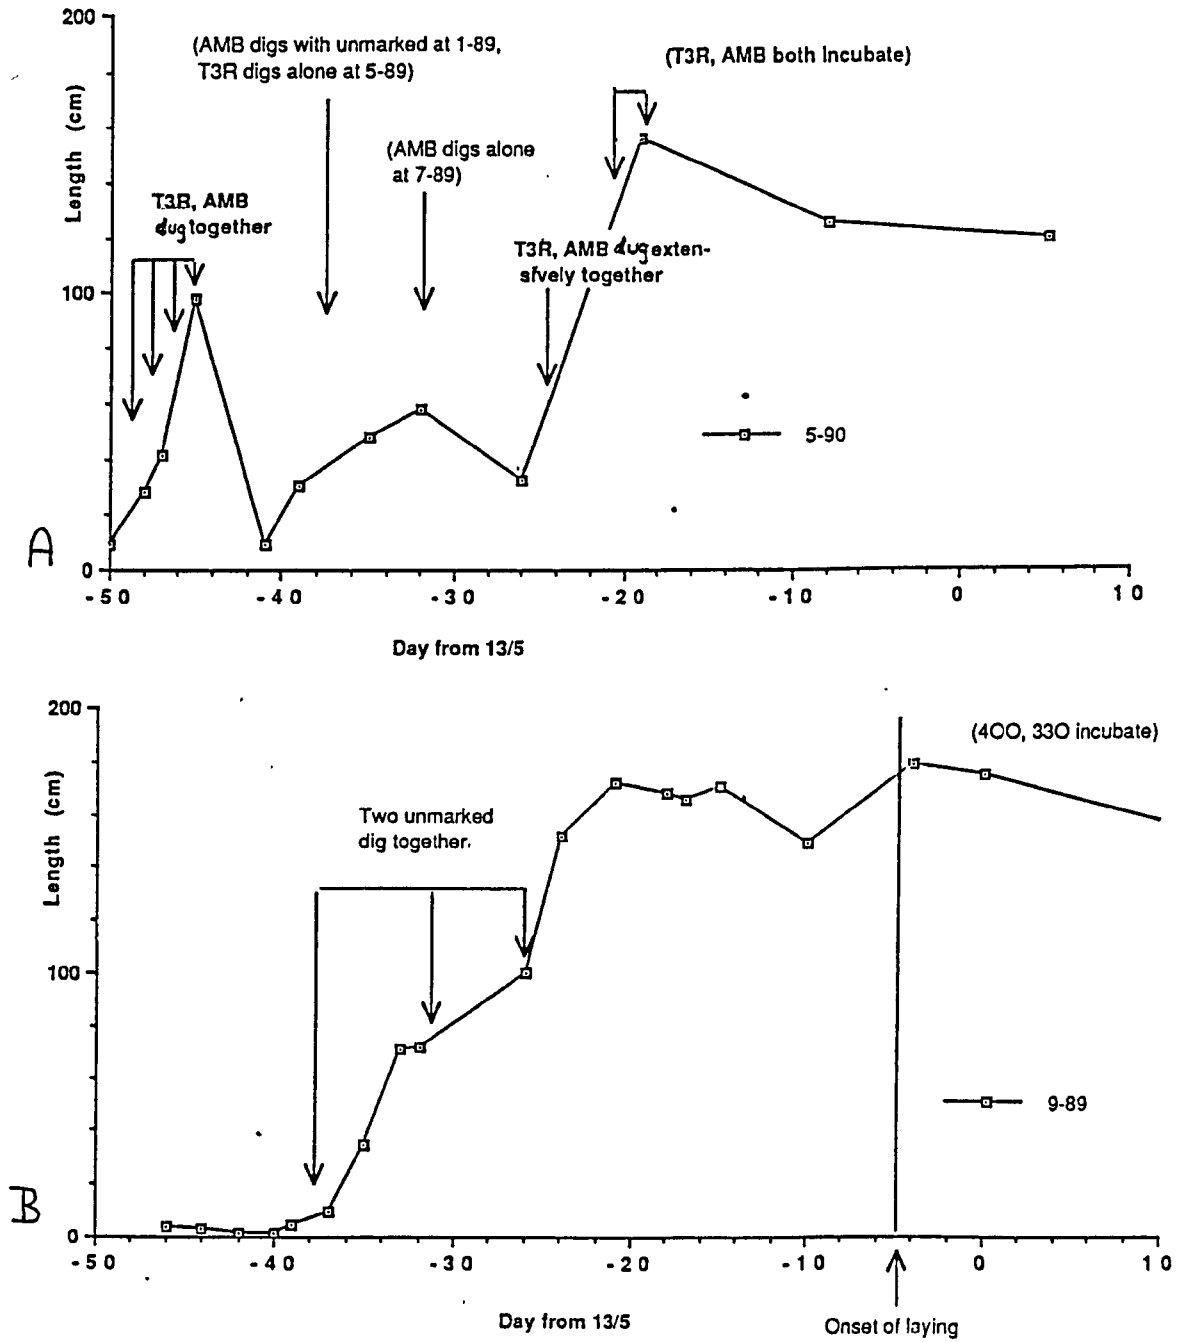 200
(AMB digs with unmarked at 1-89,
T3R digs alone at 5-89)
(T3R, AMB both Incubate)
(AMB digs alone
at 7-89)
T3R, AMB
dug together
T3R, AMB dug exten-
sively together
Length (cm)
100
5-90
A
0
-50 -40 -30 -20 -10 0 10
Day from 13/5
200
(4OO, 33O incubate)
Two unmarked
dig together.
Length (cm)
100
9-89
B
0
-50 -40 -30 -20 -10 0 10
Day from 13/5
Onset of laying